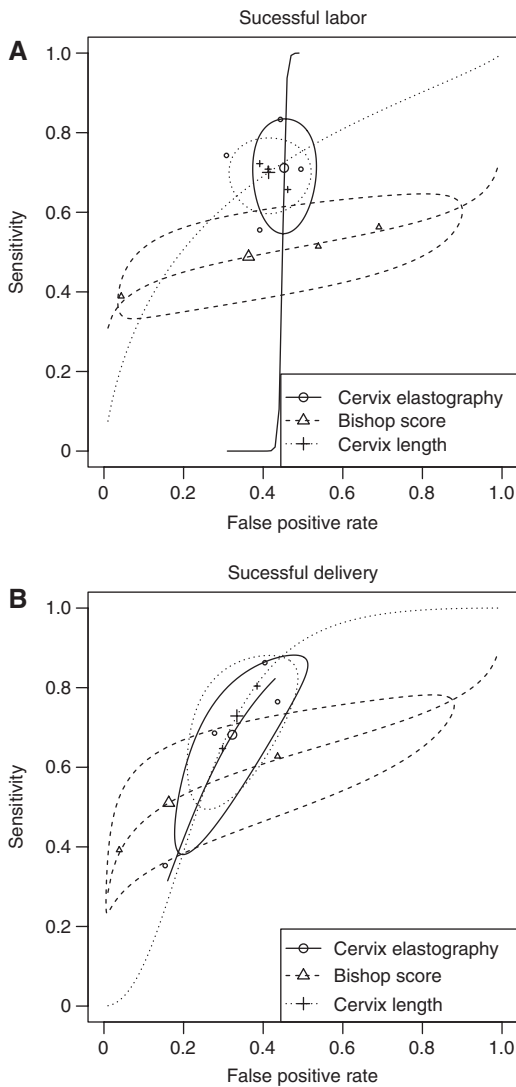 Sucessful labor
A
1.0
0.8
0.6
0.4
0.2
0
Sensitivity
Cervix elastography
Bishop score
Cervix length
0 0.2 0.4 0.6 0.8 1.0
False positive rate
Sucessful delivery
B
1.0
0.8
0.6
0.4
0.2
0
Sensitivity
Cervix elastography
Bishop score
Cervix length
0 0.2 0.4 0.6 0.8 1.0
False positive rate